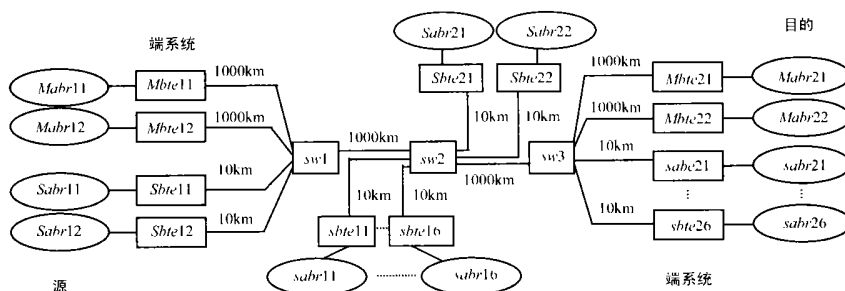 Sabr21
Sabr22
目的
端系统
1000km
Sbte21
Sbte22
1000km
Mabr11
Mbte11
Mbte21
Mabr21
1000km
10km
10km
1000km
Mabr12
Mbte12
Mbte22
Mabr22
1000km
10km
sw1
sw2
sw3
10km
sabe21
sabr21
Sabr11
Sbte11
1000km
10km
10km
10km
10km
Sabr12
Sbte12
sbte11
sbte16
sbte26
sabr26
sabr11
sabr16
源
端系统